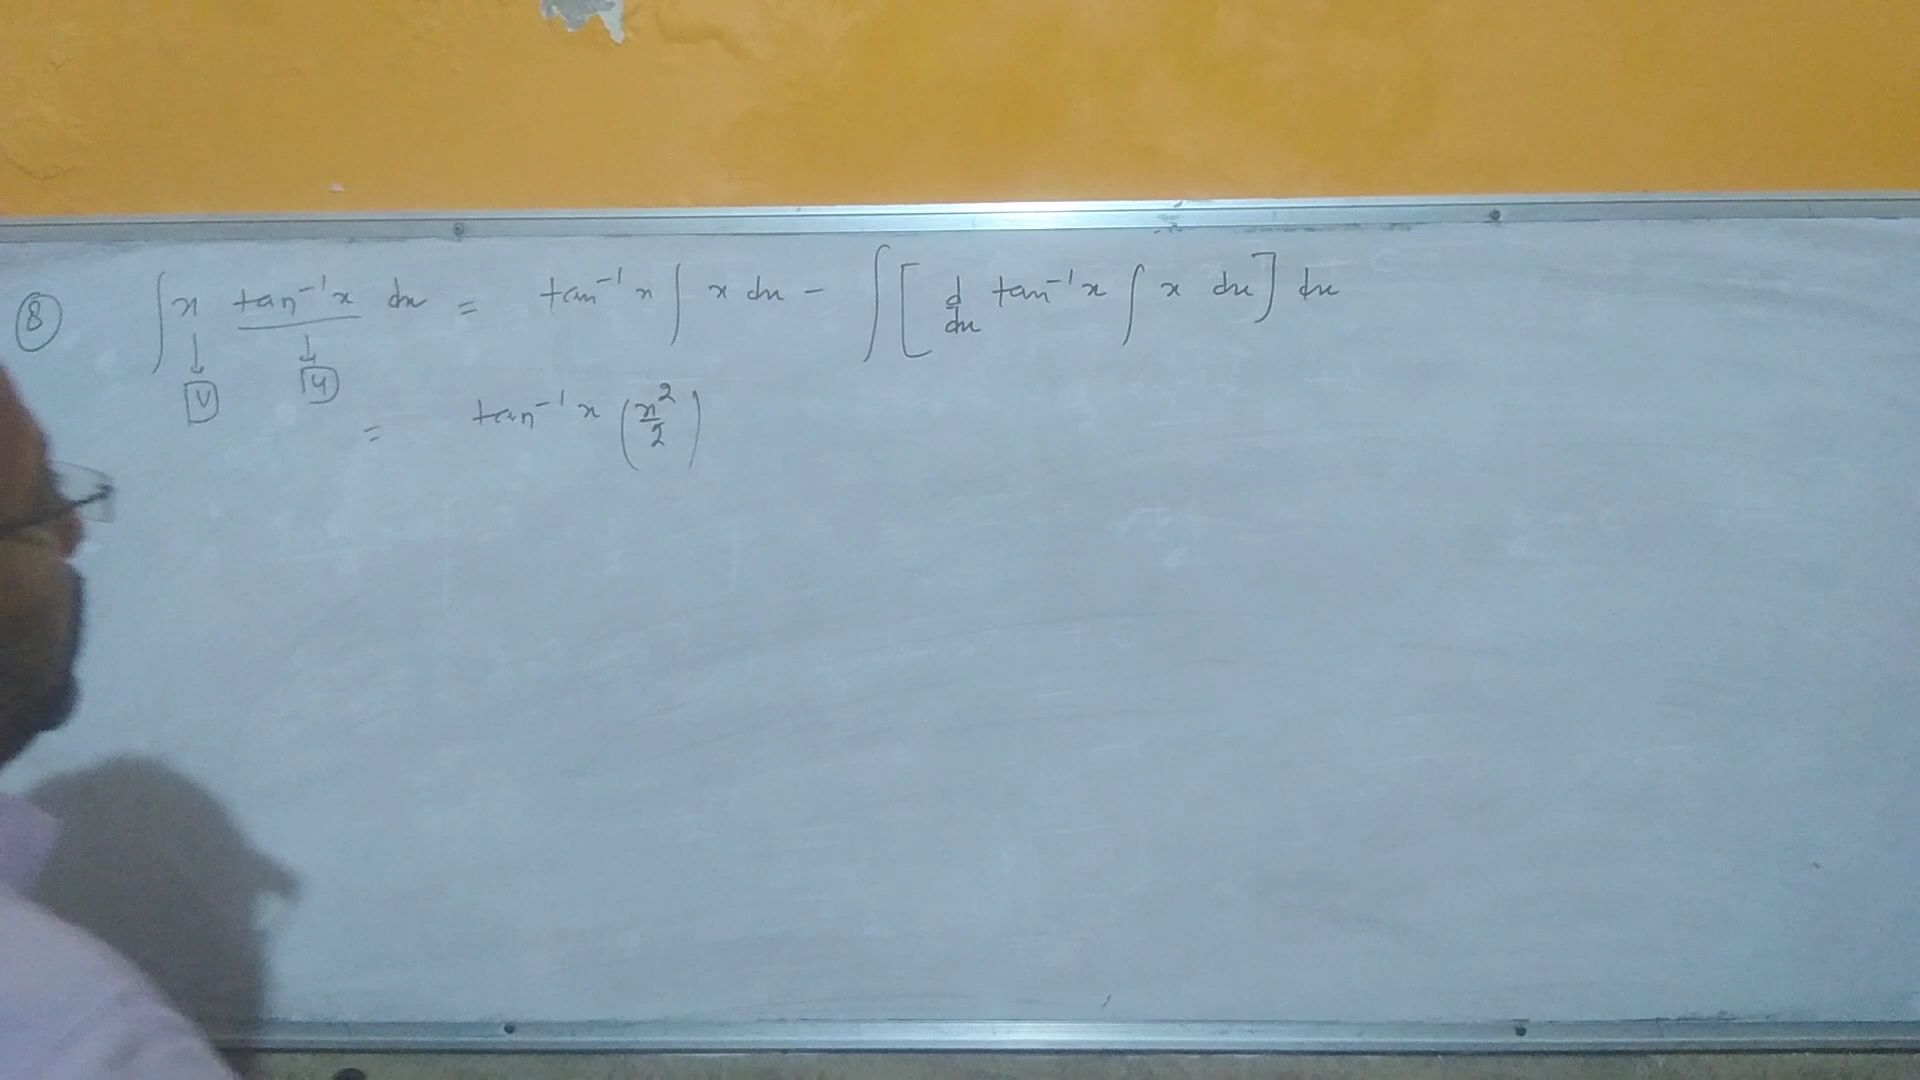 ⑧ ∫ x tan⁻¹x dx = tan⁻¹x ∫ x dx − ∫ [ d/dx tan⁻¹x ∫ x dx ] dx
↓ ↓
V u
= tan⁻¹x (x²/2)